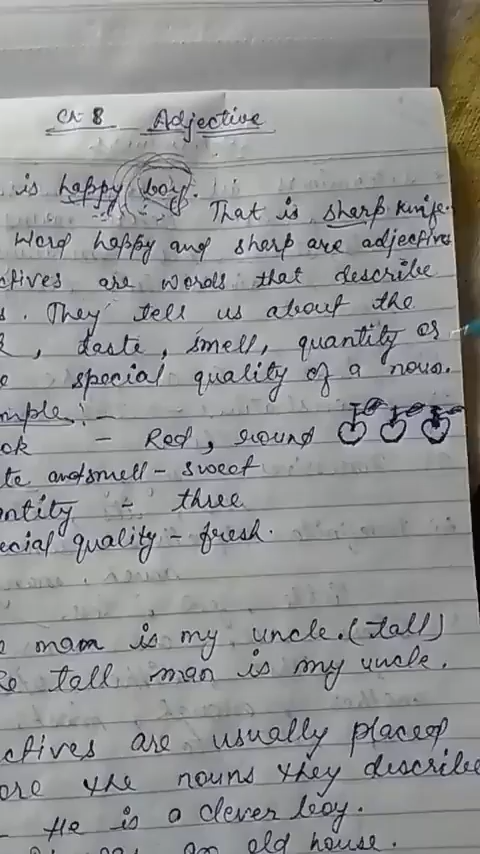 Ch 8 Adjective
is happy boy. That is sharp knife.
Word happy and sharp are adjectives
ctives are words that describe
s. They tell us about the
, taste, smell, quantity or
special quality of a noun.
mple:-
ok - Red, round
te and smell - sweet
antity - three
ecial quality - fresh.
man is my uncle. (tall)
e tall man is my uncle.
ctives are usually placed
ore the nouns they describe
- He is a clever boy.
an old house.